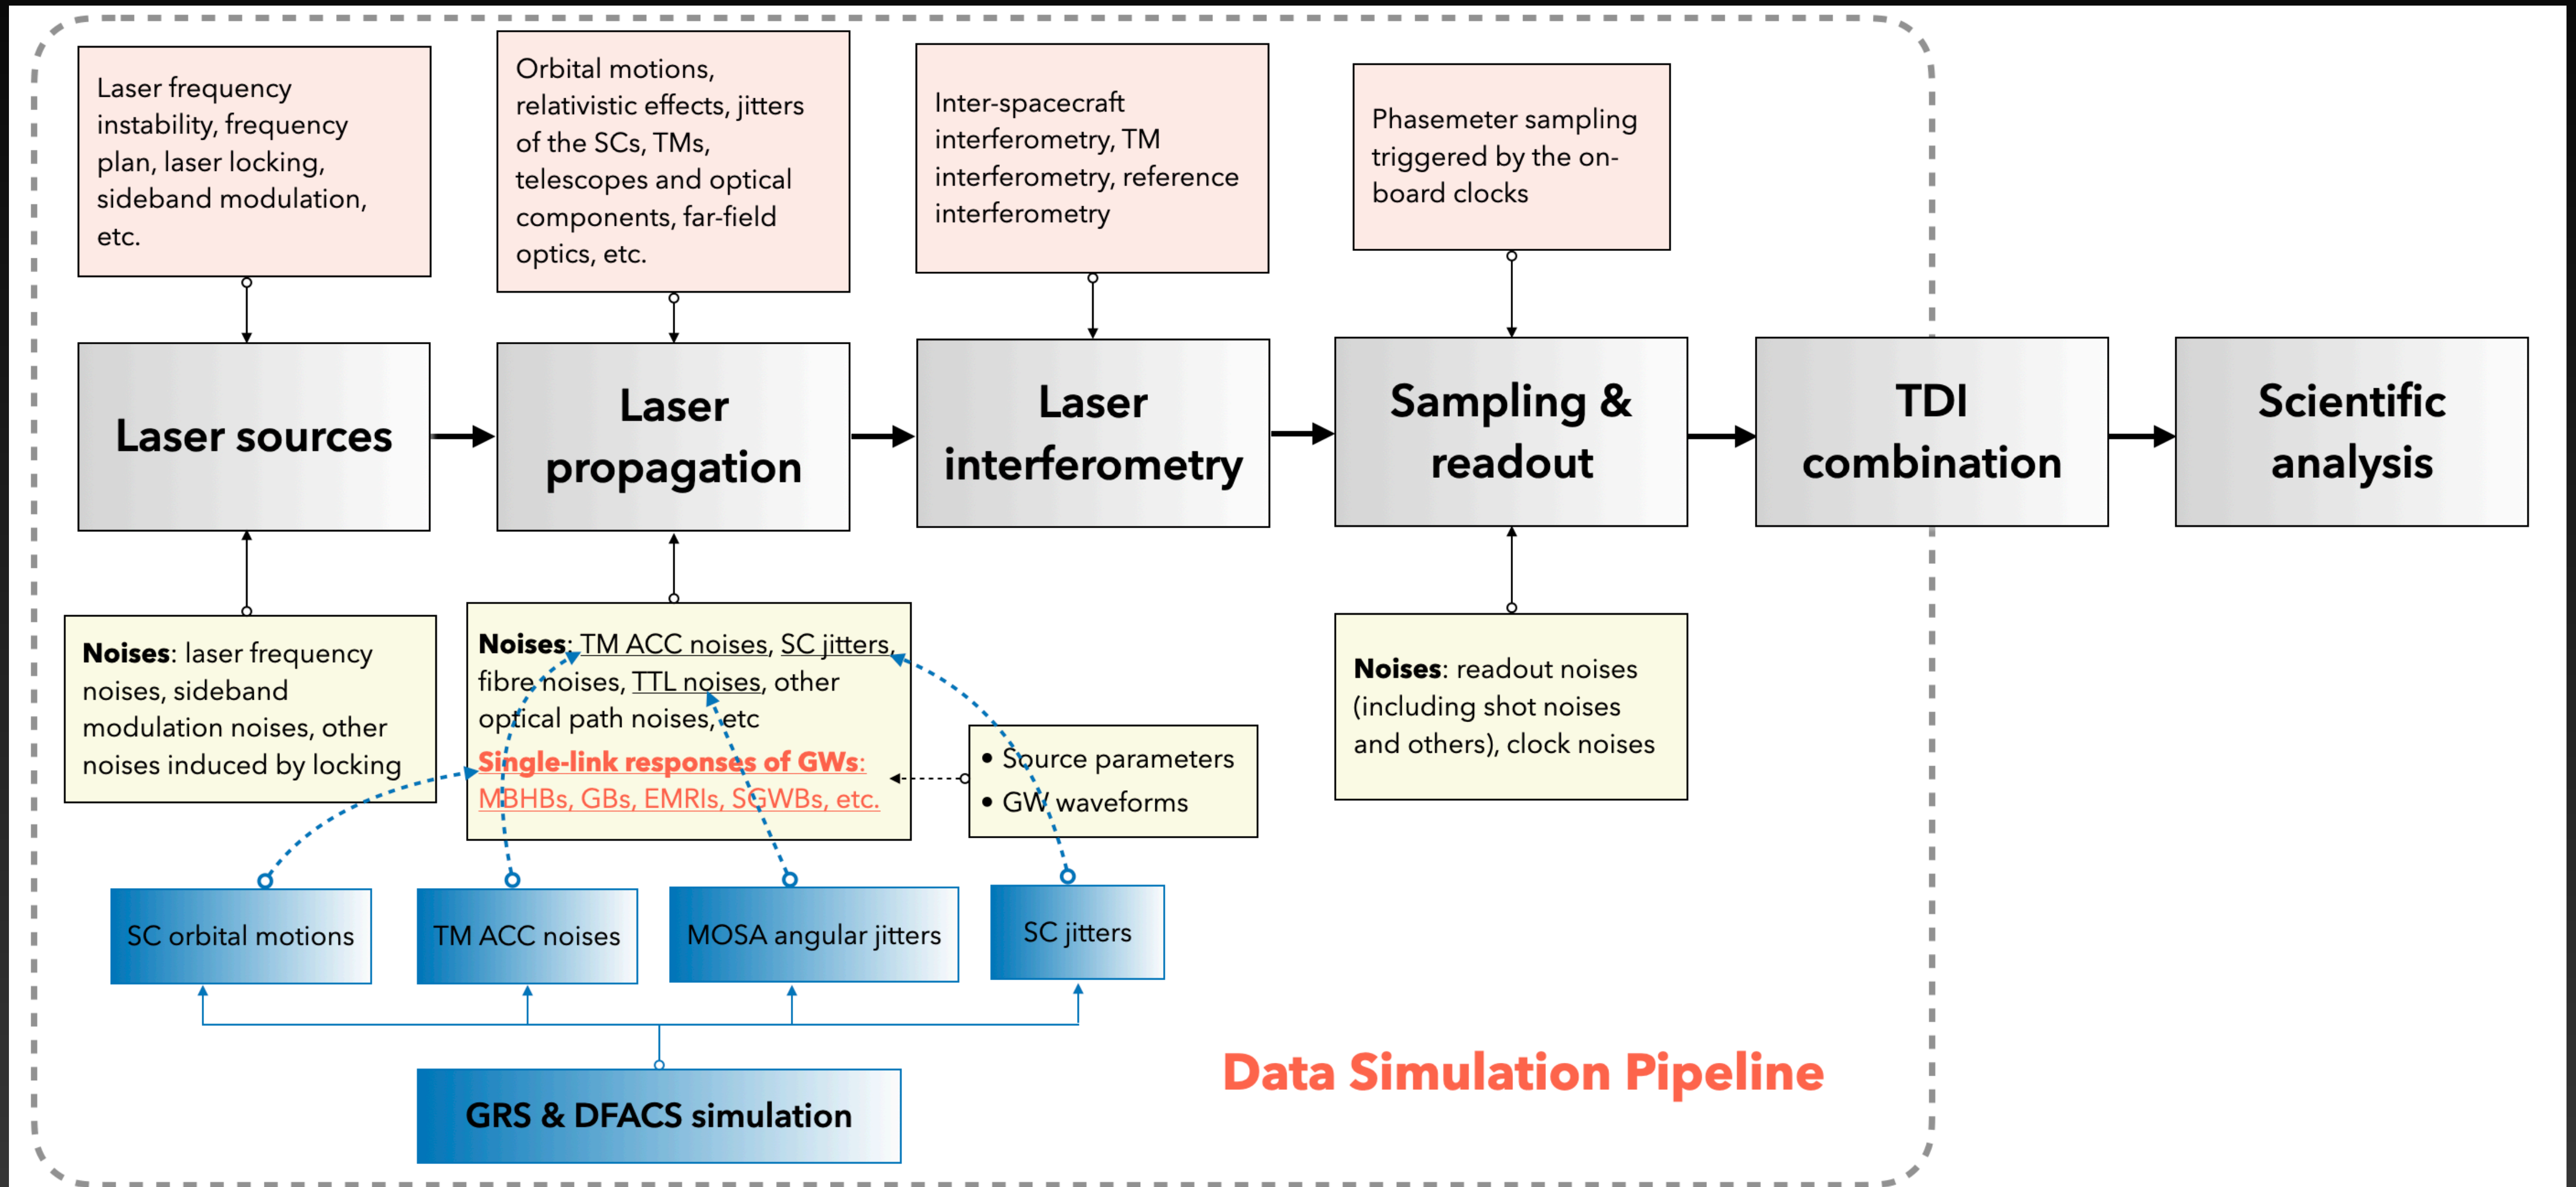 Laser frequency
instability, frequency
plan, laser locking,
sideband modulation,
etc.
Orbital motions,
relativistic effects, jitters
of the SCs, TMs,
telescopes and optical
components, far-field
optics, etc.
Inter-spacecraft
interferometry, TM
interferometry, reference
interferometry
Phasemeter sampling
triggered by the on-
board clocks
Laser sources
Laser
propagation
Laser
interferometry
Sampling &
readout
TDI
combination
Scientific
analysis
Noises: laser frequency
noises, sideband
modulation noises, other
noises induced by locking
Noises: TM ACC noises, SC jitters,
fibre noises, TTL noises, other
optical path noises, etc
Single-link responses of GWs:
MBHBs, GBs, EMRIs, SGWBs, etc.
• Source parameters
• GW waveforms
Noises: readout noises
(including shot noises
and others), clock noises
SC orbital motions
TM ACC noises
MOSA angular jitters
SC jitters
GRS & DFACS simulation
Data Simulation Pipeline